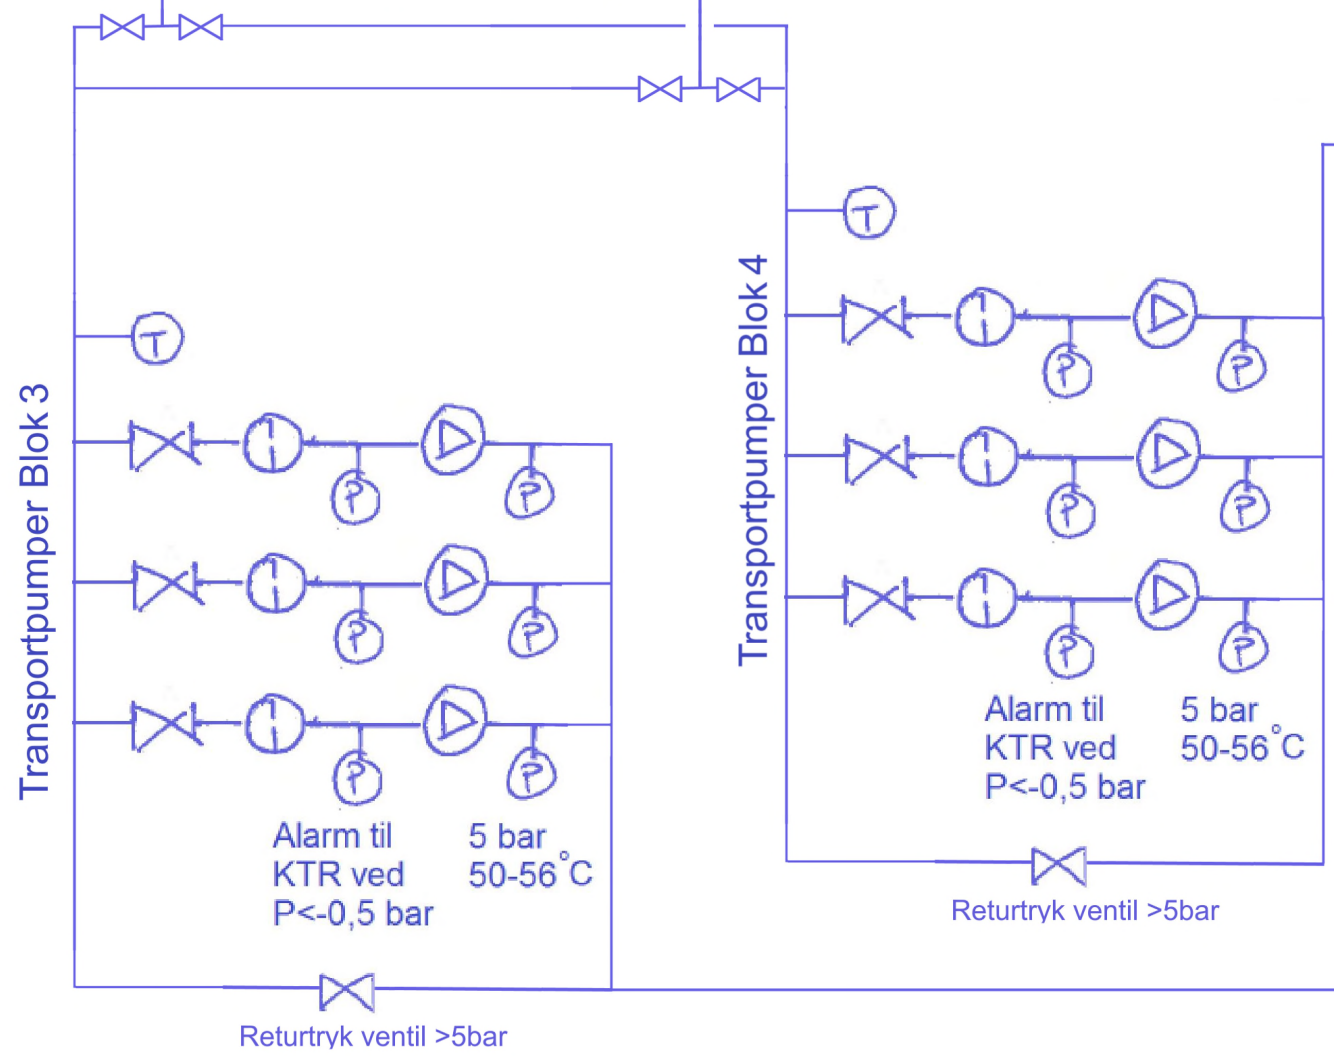 Transportpumper Blok 3
T
P
P
P
P
P
P
Alarm til 5 bar
KTR ved 50-56°C
P<-0,5 bar
Returtryk ventil >5bar
Transportpumper Blok 4
T
P
P
P
P
P
P
Alarm til 5 bar
KTR ved 50-56°C
P<-0,5 bar
Returtryk ventil >5bar